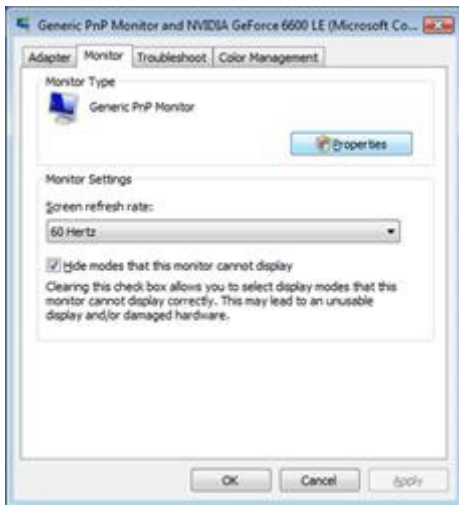 Generic PnP Monitor and NVIDIA GeForce 6600 LE (Microsoft Co...
Adapter Monitor Troubleshoot Color Management
Monitor Type
Generic PnP Monitor
Properties
Monitor Settings
Screen refresh rate:
60 Hertz
Hide modes that this monitor cannot display
Clearing this check box allows you to select display modes that this
monitor cannot display correctly. This may lead to an unusable
display and/or damaged hardware.
OK Cancel Apply